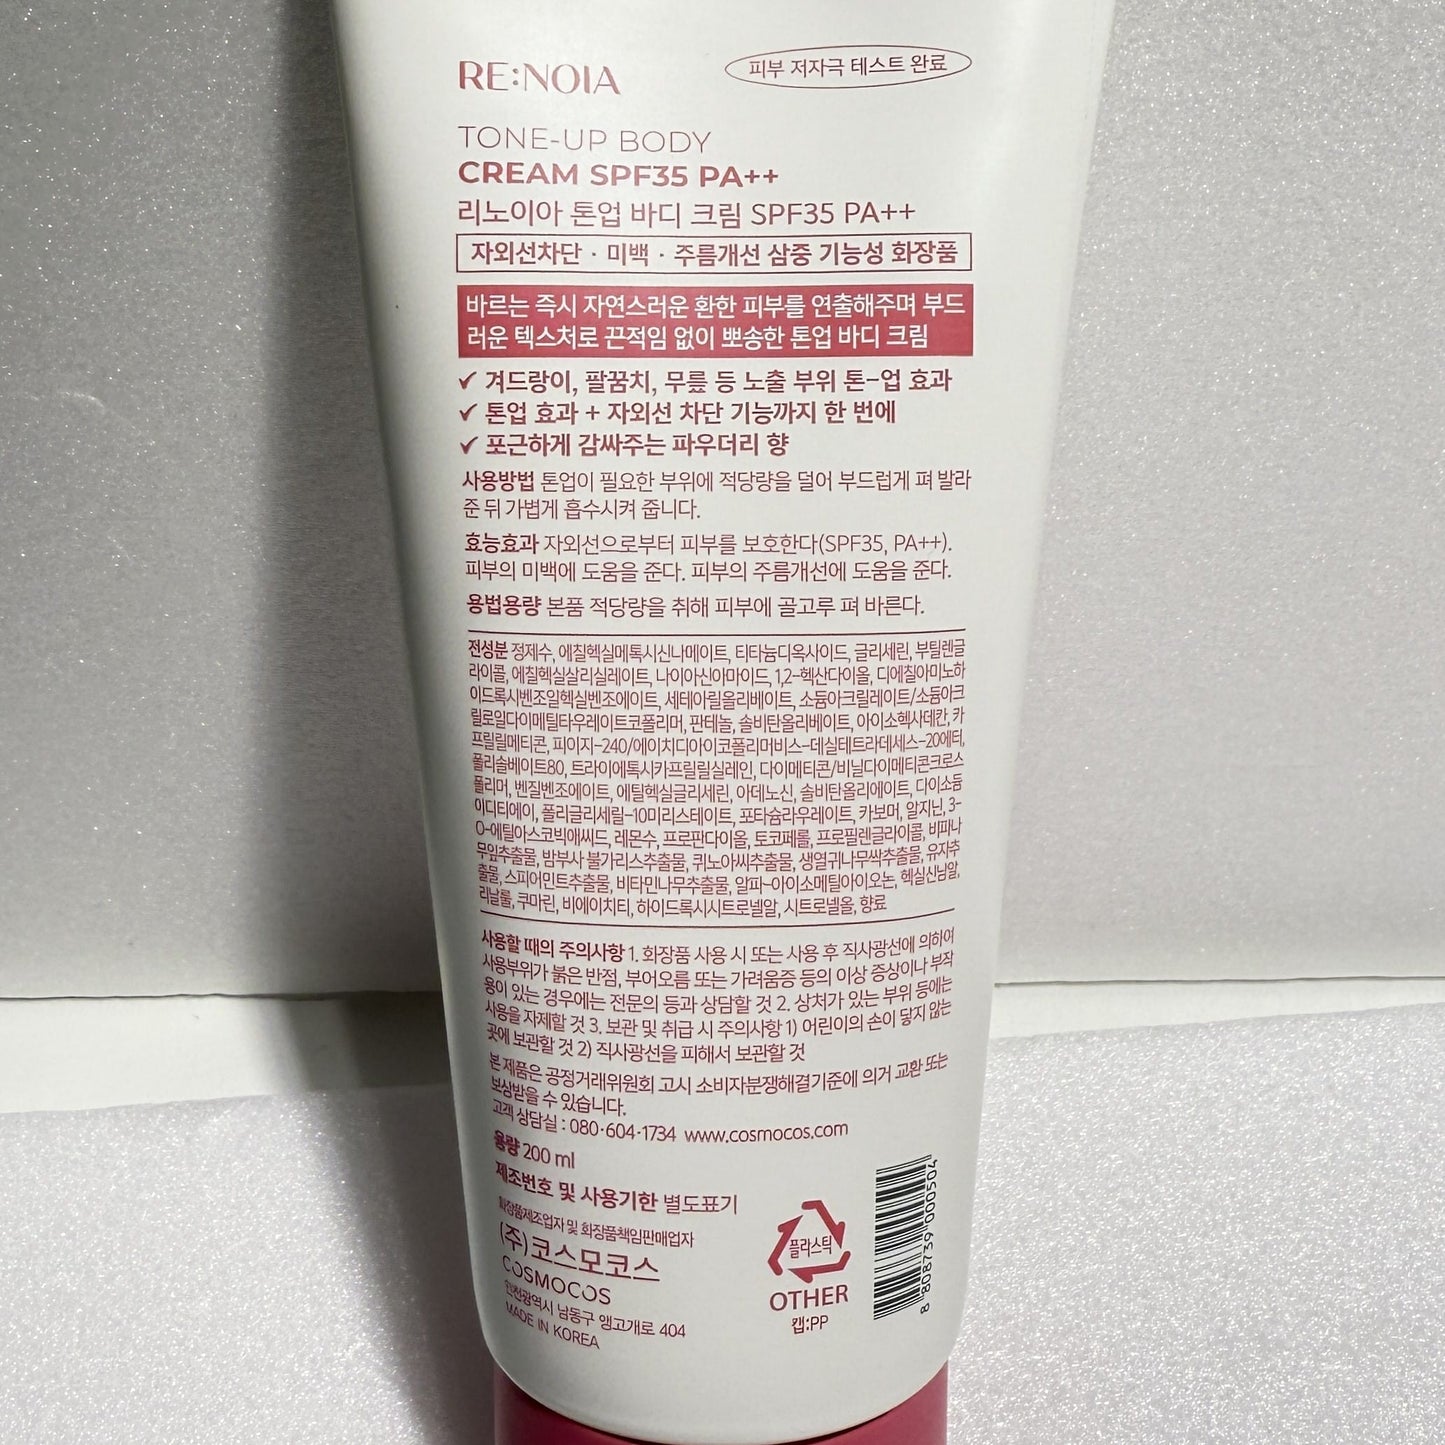 RE:NOIA
피부 저자극 테스트 완료
TONE-UP BODY
CREAM SPF35 PA++
리노이아 톤업 바디 크림 SPF35 PA++
자외선차단 · 미백 · 주름개선 삼중 기능성 화장품
바르는 즉시 자연스러운 환한 피부를 연출해주며 부드
러운 텍스처로 끈적임 없이 뽀송한 톤업 바디 크림
✓ 겨드랑이, 팔꿈치, 무릎 등 노출 부위 톤-업 효과
✓ 톤업 효과 + 자외선 차단 기능까지 한 번에
✓ 포근하게 감싸주는 파우더리 향
사용방법 톤업이 필요한 부위에 적당량을 덜어 부드럽게 펴 발라
준 뒤 가볍게 흡수시켜 줍니다.
효능효과 자외선으로부터 피부를 보호한다(SPF35, PA++).
피부의 미백에 도움을 준다. 피부의 주름개선에 도움을 준다.
용법용량 본품 적당량을 취해 피부에 골고루 펴 바른다.
전성분 정제수, 에칠헥실메톡시신나메이트, 티타늄디옥사이드, 글리세린, 부틸렌글
라이콜, 에칠헥실살리실레이트, 나이아신아마이드, 1,2-헥산다이올, 디에칠아미노하
이드록시벤조일헥실벤조에이트, 세테아릴올리베이트, 소듐아크릴레이트/소듐아크
릴로일다이메틸타우레이트코폴리머, 판테놀, 솔비탄올리베이트, 아이소헥사데칸, 카
프릴릴메티콘, 피이지-240/에이치디아이코폴리머비스-데실테트라데세스-20에티,
폴리솔베이트80, 트라이에톡시카프릴릴실레인, 다이메티콘/비닐다이메티콘크로스
폴리머, 벤질벤조에이트, 에틸헥실글리세린, 아데노신, 솔비탄올리에이트, 다이소듐
이디티에이, 폴리글리세릴-10미리스테이트, 포타슘라우레이트, 카보머, 알지닌, 3-
O-에틸아스코빅애씨드, 레몬수, 프로판다이올, 토코페롤, 프로필렌글라이콜, 비파나
무잎추출물, 밤부사 불가리스추출물, 퀴노아씨추출물, 생열귀나무싹추출물, 유자추
출물, 스피어민트추출물, 비타민나무추출물, 알파-아이소메틸아이오논, 헥실신남알,
리날룰, 쿠마린, 비에이치티, 하이드록시시트로넬알, 시트로넬올, 향료
사용할 때의 주의사항 1. 화장품 사용 시 또는 사용 후 직사광선에 의하여
사용부위가 붉은 반점, 부어오름 또는 가려움증 등의 이상 증상이나 부작
용이 있는 경우에는 전문의 등과 상담할 것 2. 상처가 있는 부위 등에는
사용을 자제할 것 3. 보관 및 취급 시 주의사항 1) 어린이의 손이 닿지 않는
곳에 보관할 것 2) 직사광선을 피해서 보관할 것
본 제품은 공정거래위원회 고시 소비자분쟁해결기준에 의거 교환 또는
보상받을 수 있습니다.
고객 상담실 : 080·604·1734 www.cosmocos.com
용량 200 ml
제조번호 및 사용기한 별도표기
화장품제조업자 및 화장품책임판매업자
(주)코스모코스
COSMOCOS
인천광역시 남동구 앵고개로 404
MADE IN KOREA
플라스틱
OTHER
캡:PP
8 808739 000504